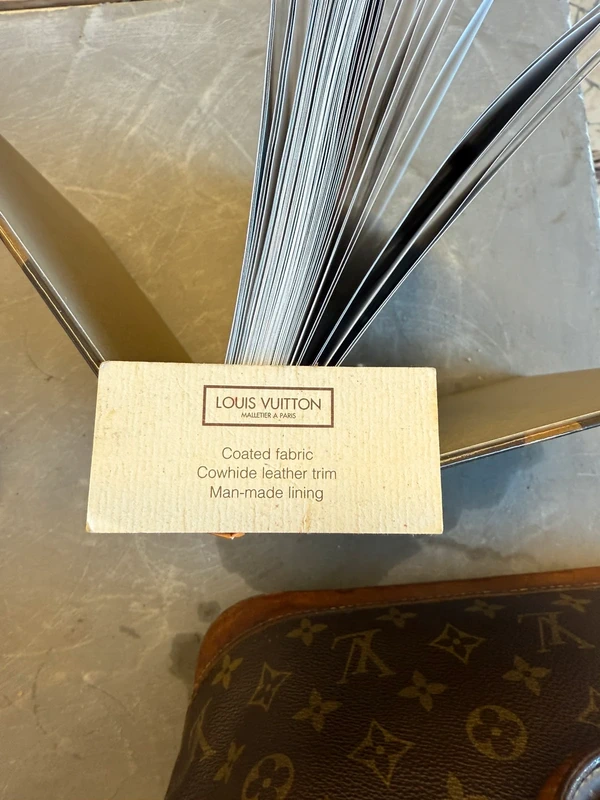 LOUIS VUITTON
MALLETIER A PARIS
Coated fabric
Cowhide leather trim
Man-made lining